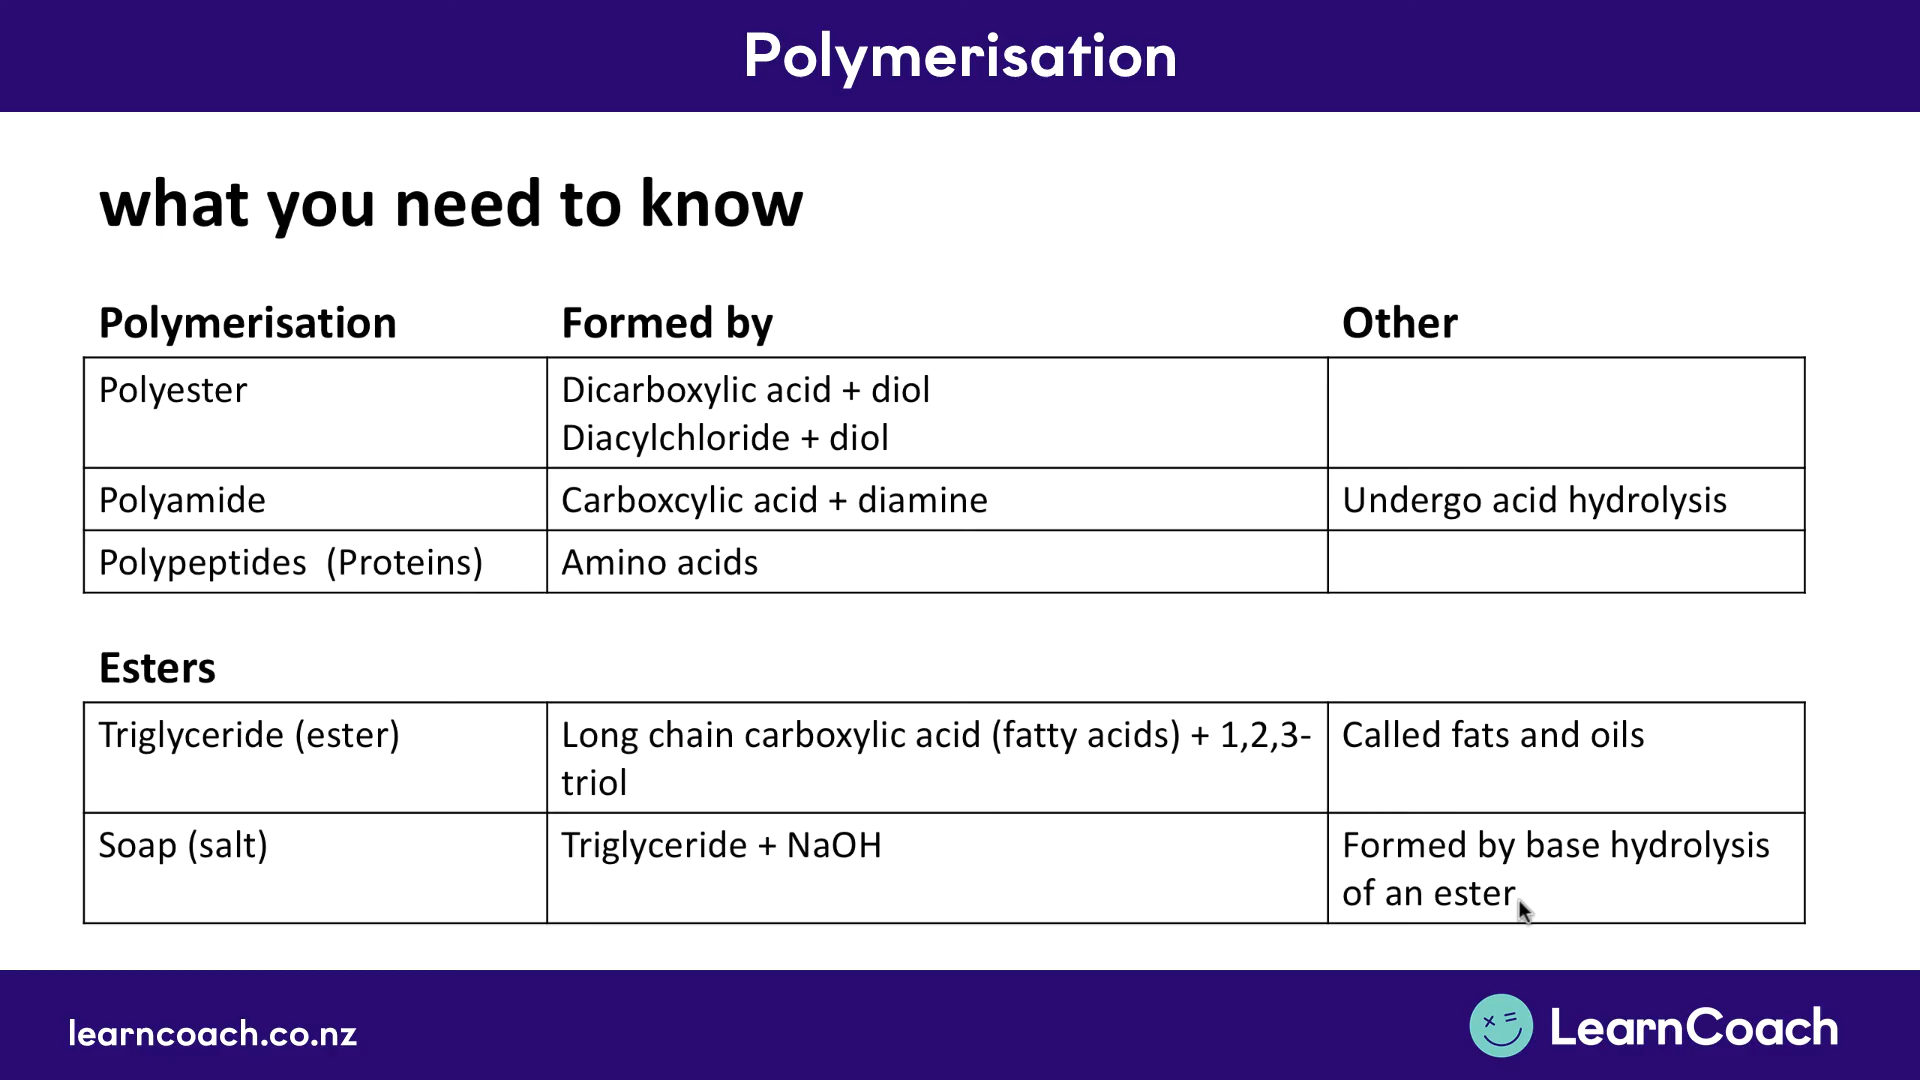 Polymerisation
what you need to know
Polymerisation Formed by Other
Polyester Dicarboxylic acid + diol
Diacylchloride + diol
Polyamide Carboxcylic acid + diamine Undergo acid hydrolysis
Polypeptides (Proteins) Amino acids
Esters
Triglyceride (ester) Long chain carboxylic acid (fatty acids) + 1,2,3- Called fats and oils
triol
Soap (salt) Triglyceride + NaOH Formed by base hydrolysis
of an ester
learncoach.co.nz LearnCoach